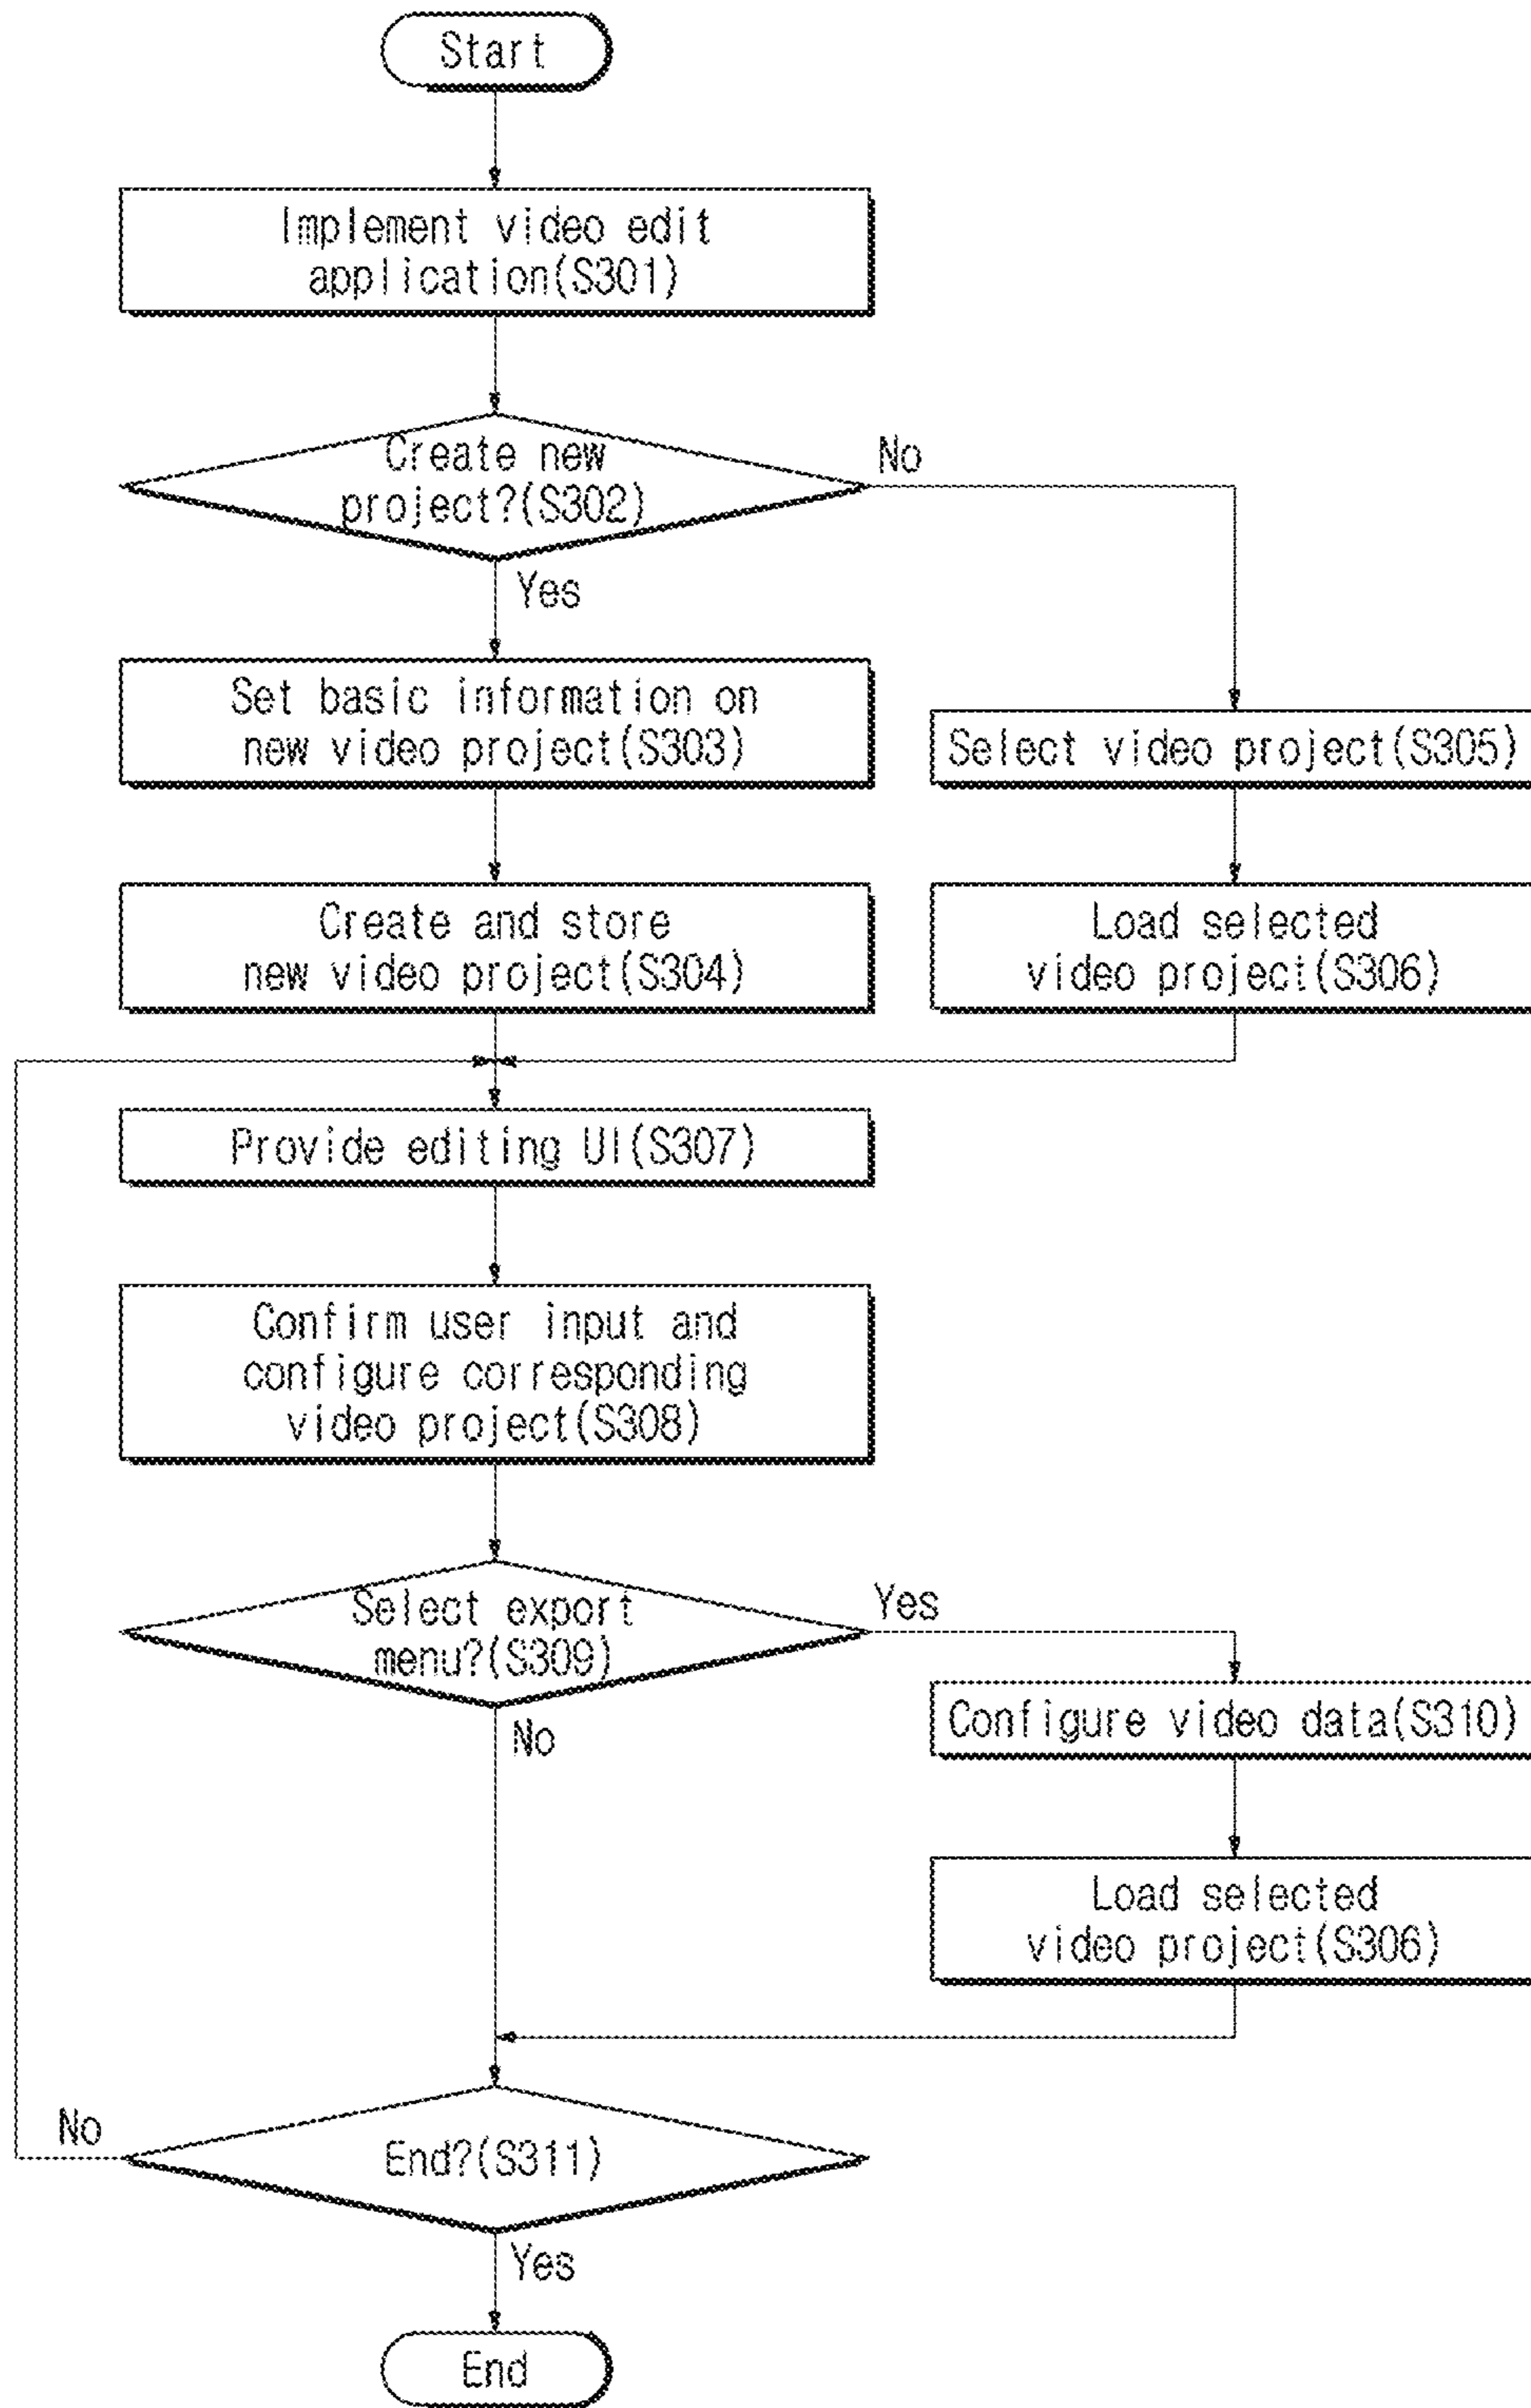 Start
Implement video edit
application(S301)
Create new
project?(S302)
No
Yes
Set basic information on
new video project(S303)
Select video project(S305)
Create and store
new video project(S304)
Load selected
video project(S306)
Provide editing UI(S307)
Confirm user input and
configure corresponding
video project(S308)
Select export
menu?(S309)
Yes
No
Configure video data(S310)
Load selected
video project(S306)
No
End?(S311)
Yes
End